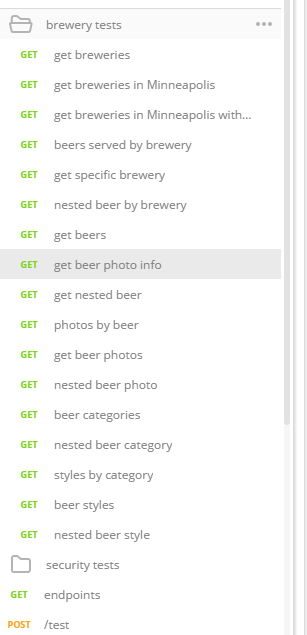 brewery tests
GET get breweries
GET get breweries in Minneapolis
GET get breweries in Minneapolis with...
GET beers served by brewery
GET get specific brewery
GET nested beer by brewery
GET get beers
GET get beer photo info
GET get nested beer
GET photos by beer
GET get beer photos
GET nested beer photo
GET beer categories
GET nested beer category
GET styles by category
GET beer styles
GET nested beer style
security tests
GET endpoints
POST /test